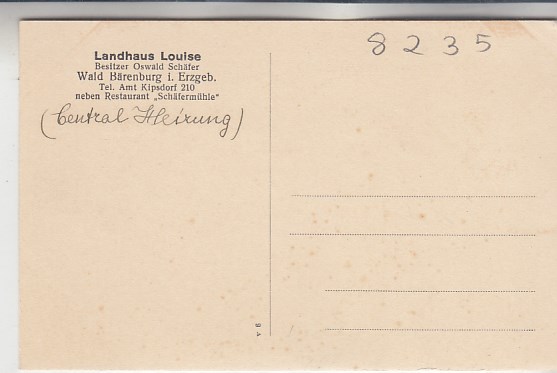 Landhaus Louise
Besitzer Oswald Schäfer
Wald Bärenburg i. Erzgeb.
Tel. Amt Kipsdorf 210
neben Restaurant „Schäfermühle“
(Central Heizung)
8235
B A